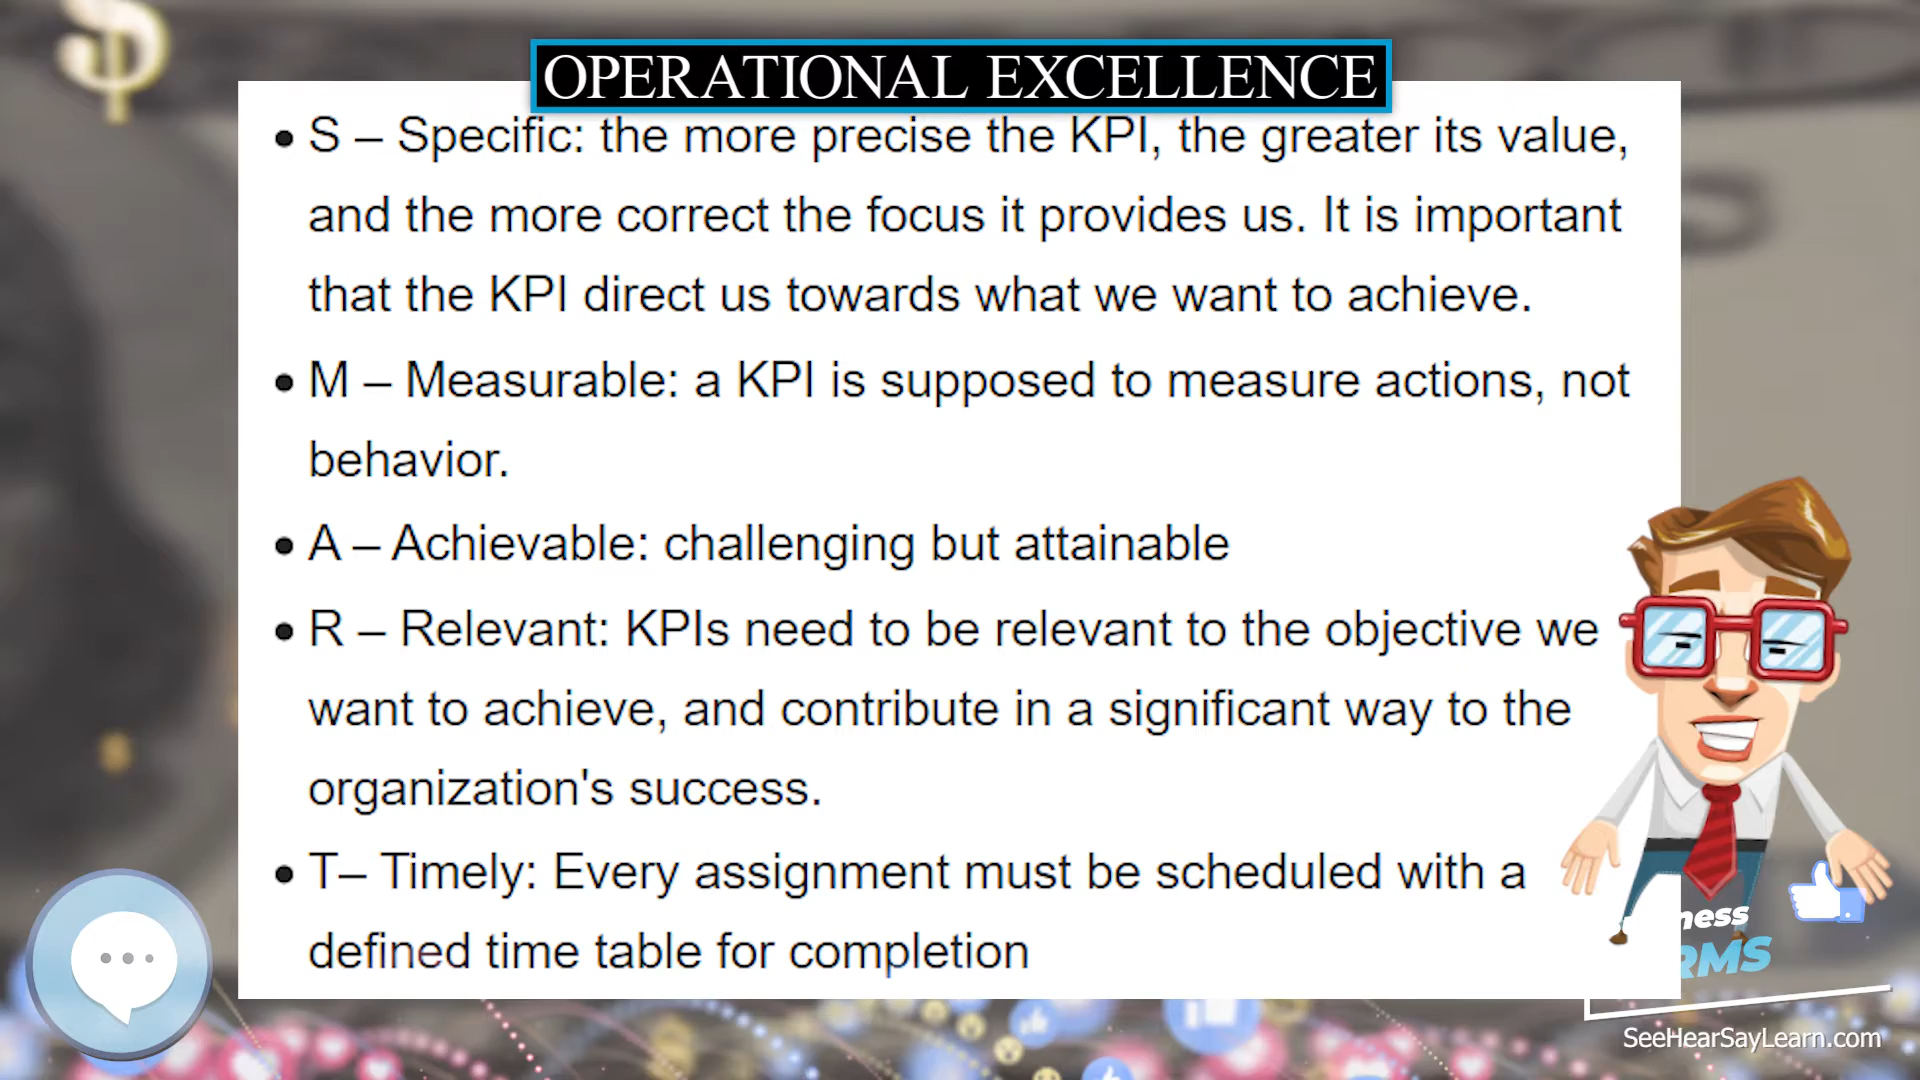 OPERATIONAL EXCELLENCE
• S – Specific: the more precise the KPI, the greater its value,
and the more correct the focus it provides us. It is important
that the KPI direct us towards what we want to achieve.
• M – Measurable: a KPI is supposed to measure actions, not
behavior.
• A – Achievable: challenging but attainable
• R – Relevant: KPIs need to be relevant to the objective we
want to achieve, and contribute in a significant way to the
organization's success.
• T– Timely: Every assignment must be scheduled with a
defined time table for completion
SeeHearSayLearn.com